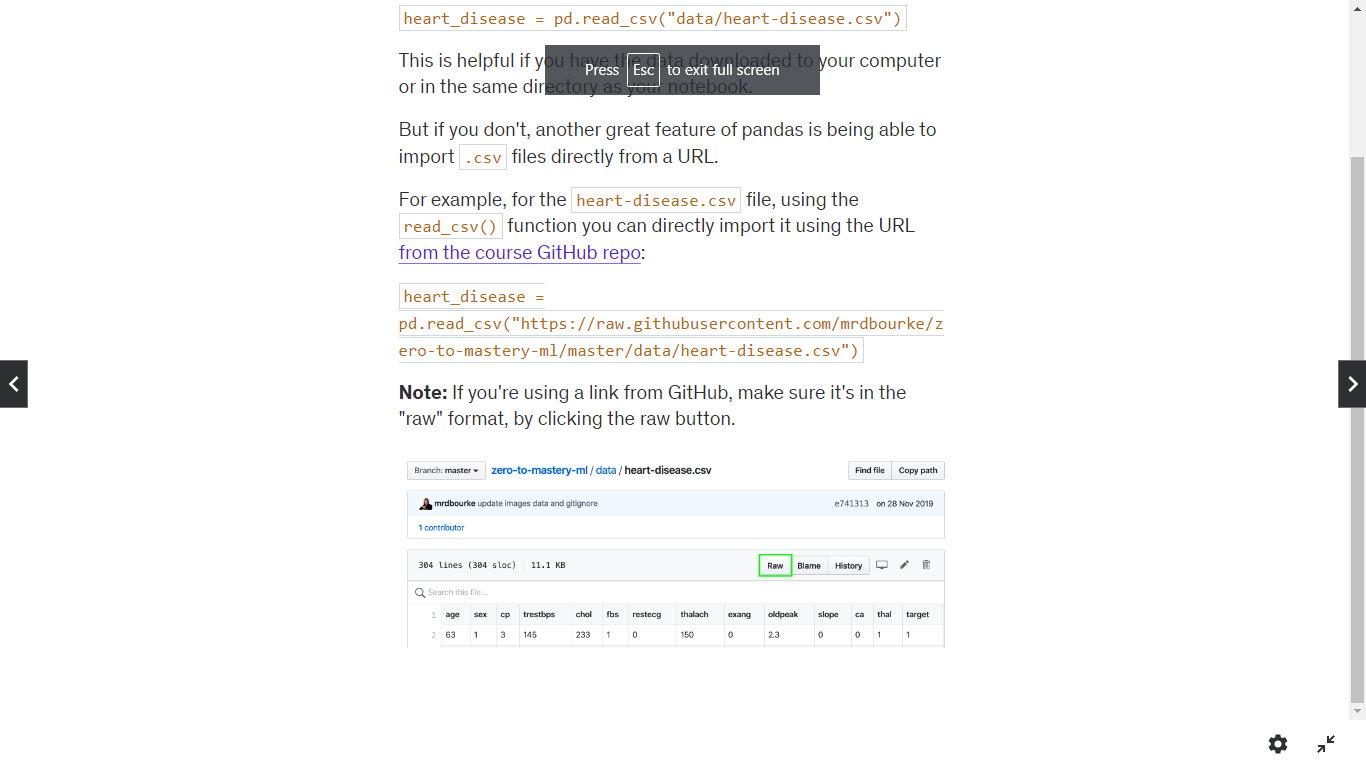 heart_disease = pd.read_csv("data/heart-disease.csv")
This is helpful if you have the data downloaded to your computer
or in the same directory as your notebook.
Press Esc to exit full screen
But if you don't, another great feature of pandas is being able to
import .csv files directly from a URL.
For example, for the heart-disease.csv file, using the
read_csv() function you can directly import it using the URL
from the course GitHub repo:
heart_disease =
pd.read_csv("https://raw.githubusercontent.com/mrdbourke/z
ero-to-mastery-ml/master/data/heart-disease.csv")
Note: If you're using a link from GitHub, make sure it's in the
"raw" format, by clicking the raw button.
Branch: master zero-to-mastery-ml / data / heart-disease.csv Find file Copy path
mrdbourke update images data and gitignore e741313 on 28 Nov 2019
1 contributor
304 lines (304 sloc) 11.1 KB Raw Blame History
Search this file...
1 age sex cp trestbps chol fbs restecg thalach exang oldpeak slope ca thal target
2 63 1 3 145 233 1 0 150 0 2.3 0 0 1 1